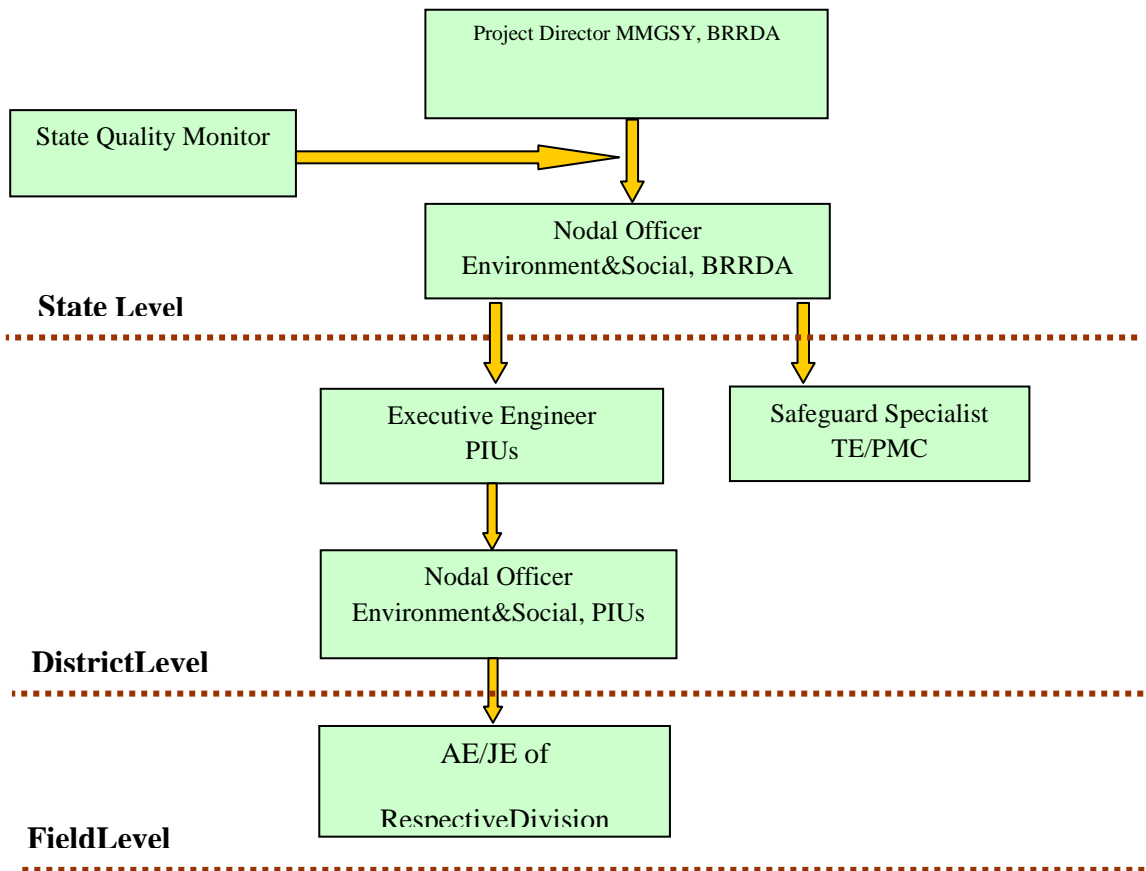 Project Director MMGSY, BRRDA
State Quality Monitor
Nodal Officer
Environment&Social, BRRDA
State Level
Executive Engineer
PIUs
Safeguard Specialist
TE/PMC
Nodal Officer
Environment&Social, PIUs
DistrictLevel
AE/JE of
RespectiveDivision
FieldLevel